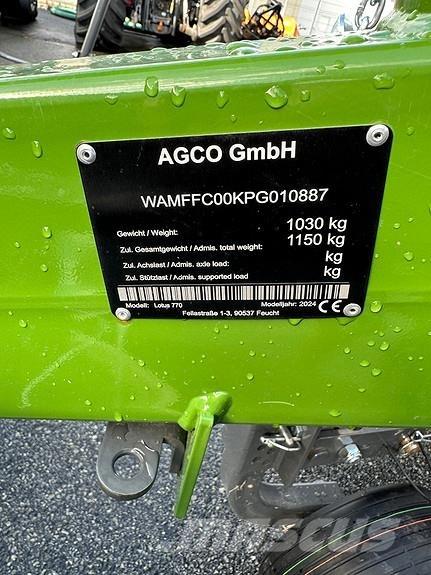 AGCO GmbH
WAMFFC00KPG010887
Gewicht / Weight: 1030 kg
Zul. Gesamtgewicht / Admis. total weight: 1150 kg
Zul. Achslast / Admis. axle load: kg
Zul. Stützlast / Admis. supported load kg
Modell: Lotus 770 Modelljahr: 2024 CE
Fellastraße 1-3, 90537 Feucht
MASCUS